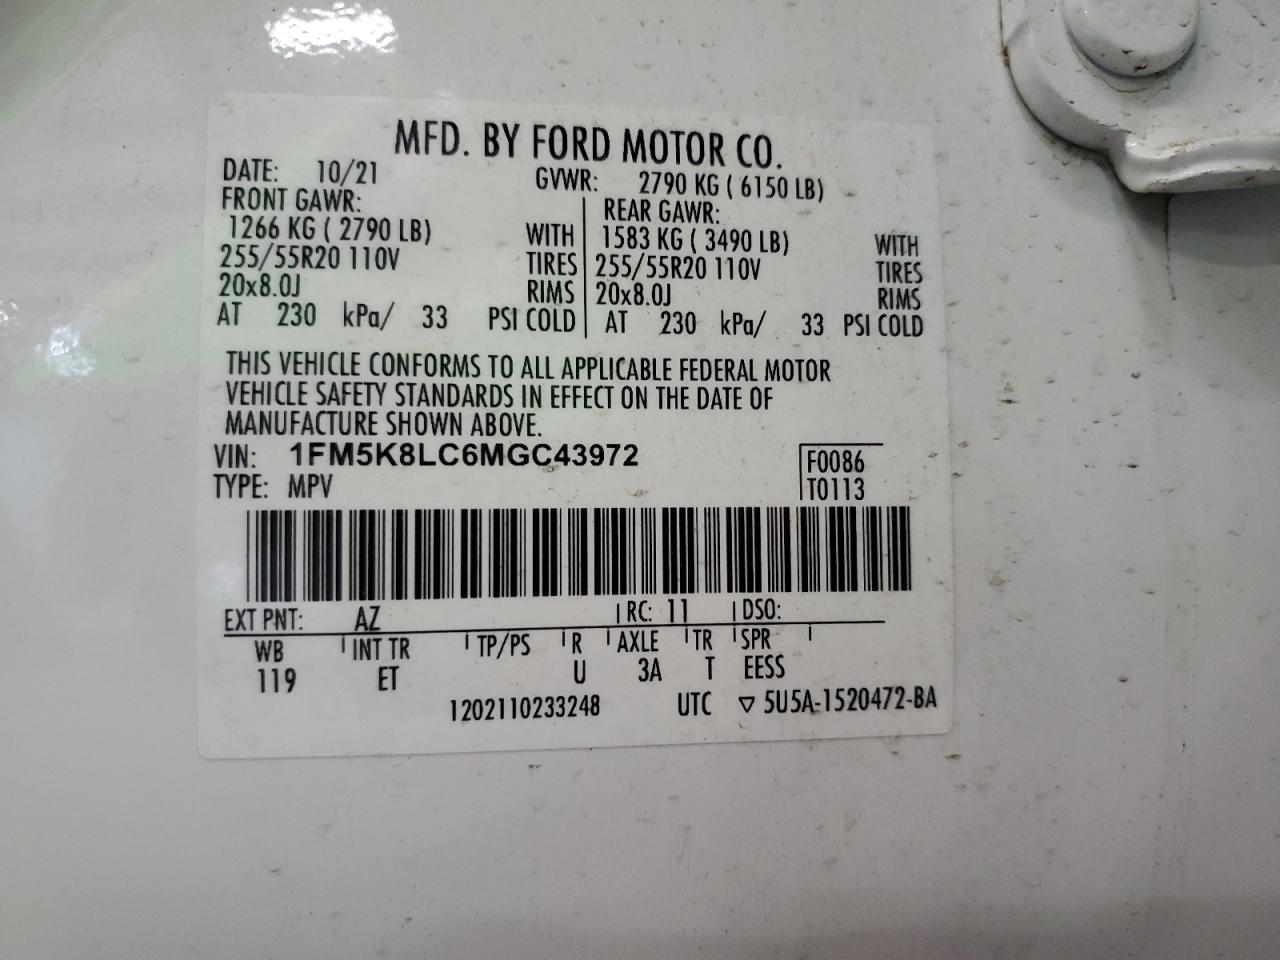 MFD. BY FORD MOTOR CO.
DATE: 10/21 GVWR: 2790 KG ( 6150 LB)
FRONT GAWR: REAR GAWR:
1266 KG ( 2790 LB) WITH 1583 KG ( 3490 LB) WITH
255/55R20 110V TIRES 255/55R20 110V TIRES
20x8.0J RIMS 20x8.0J RIMS
AT 230 kPa/ 33 PSI COLD AT 230 kPa/ 33 PSI COLD
THIS VEHICLE CONFORMS TO ALL APPLICABLE FEDERAL MOTOR
VEHICLE SAFETY STANDARDS IN EFFECT ON THE DATE OF
MANUFACTURE SHOWN ABOVE.
VIN: 1FM5K8LC6MGC43972 F0086
TYPE: MPV T0113
EXT PNT: AZ RC: 11 DSO:
WB INT TR TP/PS R AXLE TR SPR
119 ET U 3A T EESS
1202110233248 UTC ▽ 5U5A-1520472-BA